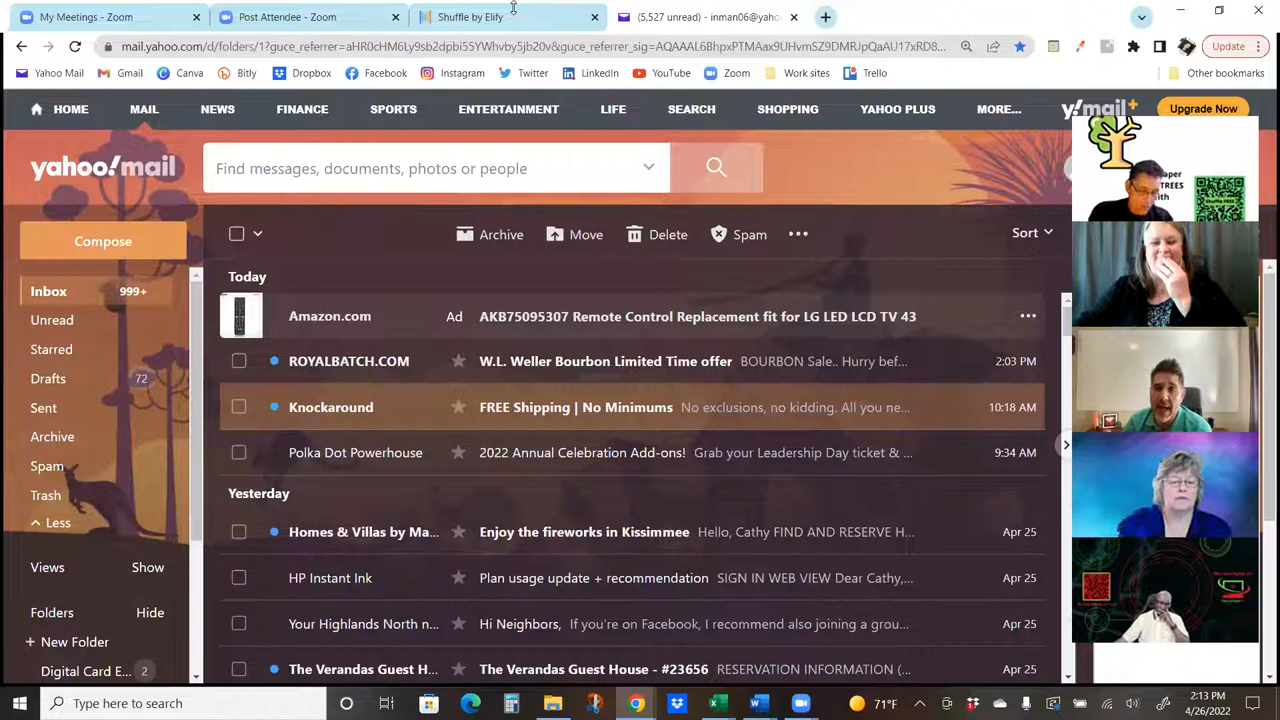 My Meetings - Zoom
Post Attendee - Zoom
Shuffle by Elify
(5,527 unread) - inman06@yaho
mail.yahoo.com/d/folders/1?guce_referrer=aHR0cHM6Ly9sb2dpbi55YWhvby5jb20v&guce_referrer_sig=AQAAAL6BhpxPTMAax9UHvmSZ9DMRUpQaAU17xRD8...
Update
Yahoo Mail
Gmail
Canva
Bitly
Dropbox
Facebook
Instagram
Twitter
LinkedIn
YouTube
Zoom
Work sites
Trello
Other bookmarks
HOME
MAIL
NEWS
FINANCE
SPORTS
ENTERTAINMENT
LIFE
SEARCH
SHOPPING
YAHOO PLUS
MORE...
y!mail+
Upgrade Now
yahoo!mail
Find messages, documents, photos or people
Compose
Archive
Move
Delete
Spam
Sort
Inbox 999+
Unread
Starred
Drafts 72
Sent
Archive
Spam
Trash
Less
Views Show
Folders Hide
New Folder
Digital Card E... 2
Today
Amazon.com Ad AKB75095307 Remote Control Replacement fit for LG LED LCD TV 43
ROYALBATCH.COM W.L. Weller Bourbon Limited Time offer BOURBON Sale.. Hurry bef... 2:03 PM
Knockaround FREE Shipping | No Minimums No exclusions, no kidding. All you ne... 10:18 AM
Polka Dot Powerhouse 2022 Annual Celebration Add-ons! Grab your Leadership Day ticket & ... 9:34 AM
Yesterday
Homes & Villas by Ma... Enjoy the fireworks in Kissimmee Hello, Cathy FIND AND RESERVE H... Apr 25
HP Instant Ink Plan usage update + recommendation SIGN IN WEB VIEW Dear Cathy,... Apr 25
Your Highlands North n... Hi Neighbors, If you're on Facebook, I recommend also joining a grou... Apr 25
The Verandas Guest H... The Verandas Guest House - #23656 RESERVATION INFORMATION (... Apr 25
aper
TREES
ith
Shuffle FREE
Type here to search
71°F
2:13 PM
4/26/2022